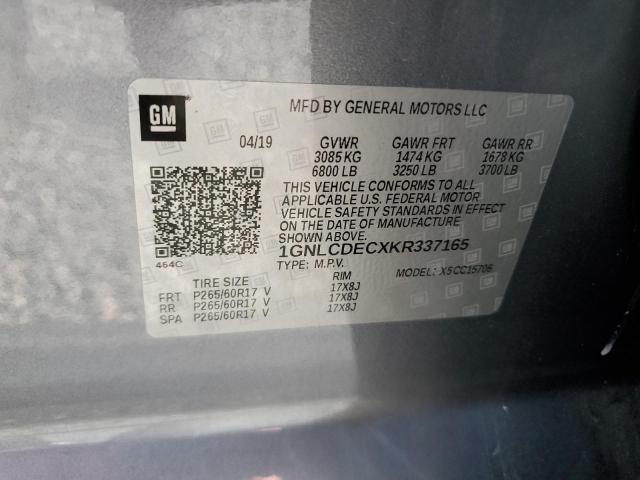 GM
MFD BY GENERAL MOTORS LLC
04/19 GVWR GAWR FRT GAWR RR
3085 KG 1474 KG 1678 KG
6800 LB 3250 LB 3700 LB
THIS VEHICLE CONFORMS TO ALL
APPLICABLE U.S. FEDERAL MOTOR
VEHICLE SAFETY STANDARDS IN EFFECT
ON THE DATE OF MANUFACTURE
SHOWN ABOVE.
1GNLCDECXKR337165
464C
TYPE: M.P.V. MODEL: X5 CC15706
TIRE SIZE RIM
FRT P265/60R17 V 17X8J
RR P265/60R17 V 17X8J
SPA P265/60R17 V 17X8J